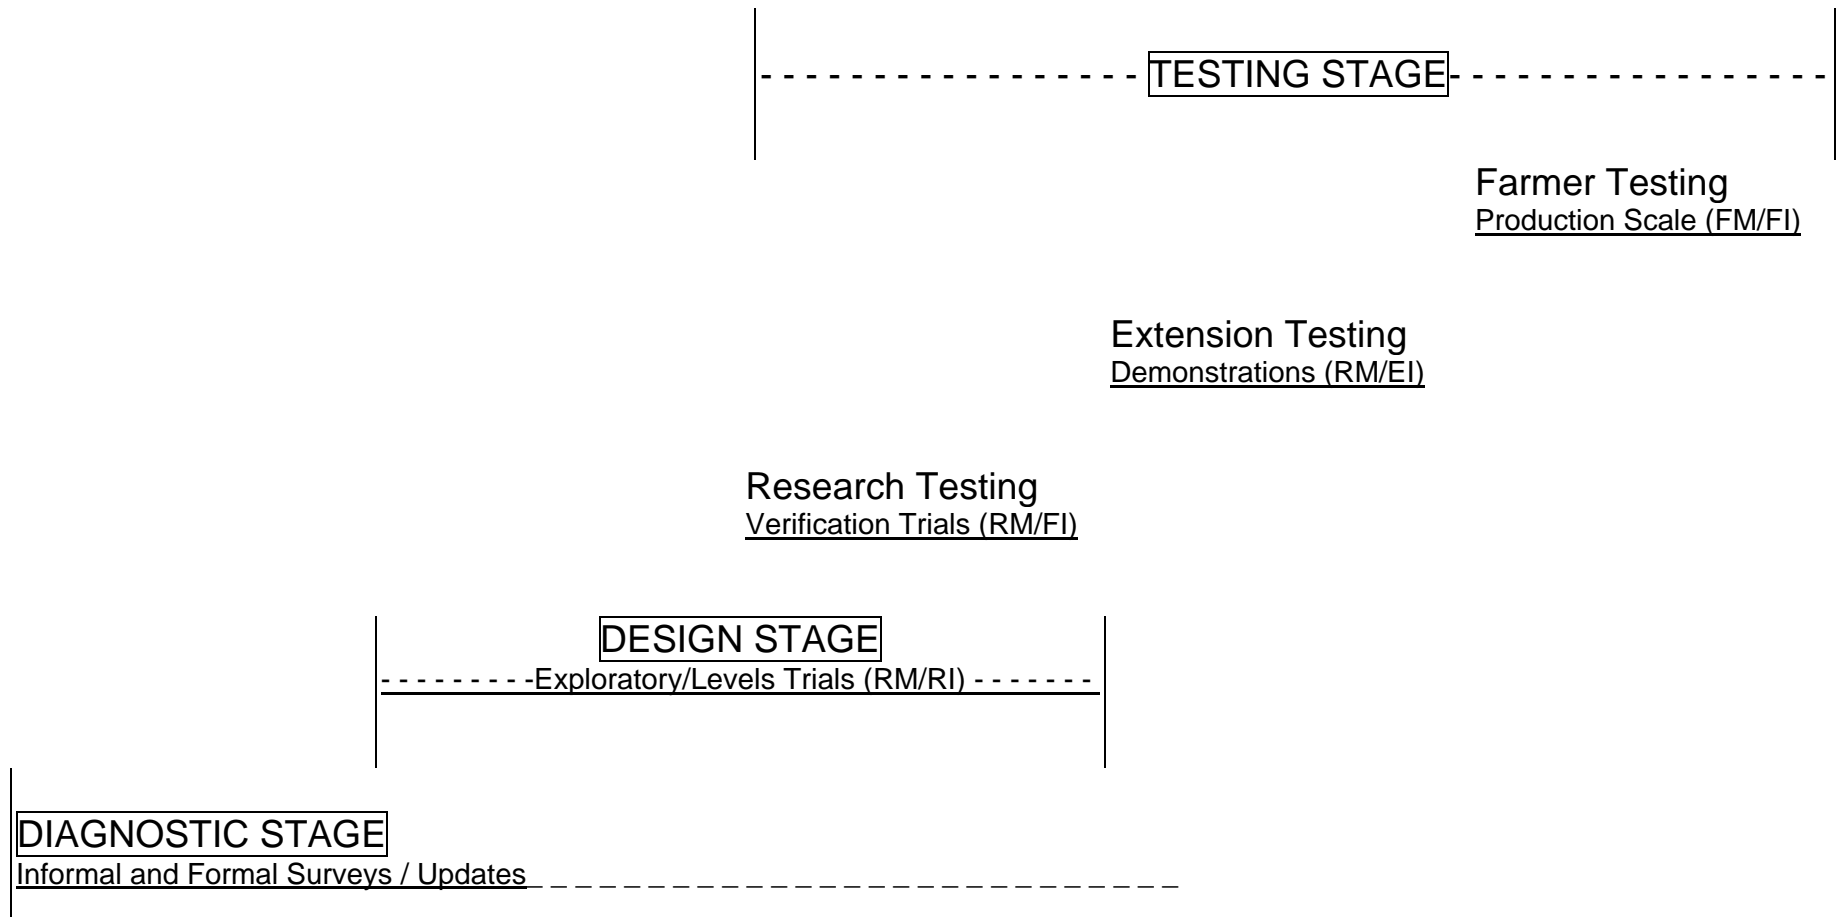 - - - - - - - - - - - - - - - - - TESTING STAGE- - - - - - - - - - - - - - - - -
Farmer Testing
Production Scale (FM/FI)
Extension Testing
Demonstrations (RM/EI)
Research Testing
Verification Trials (RM/FI)
DESIGN STAGE
- - - - - - - - -Exploratory/Levels Trials (RM/RI) - - - - - - -
DIAGNOSTIC STAGE
Informal and Formal Surveys / Updates_ _ _ _ _ _ _ _ _ _ _ _ _ _ _ _ _ _ _ _ _ _ _ _ _ _ _